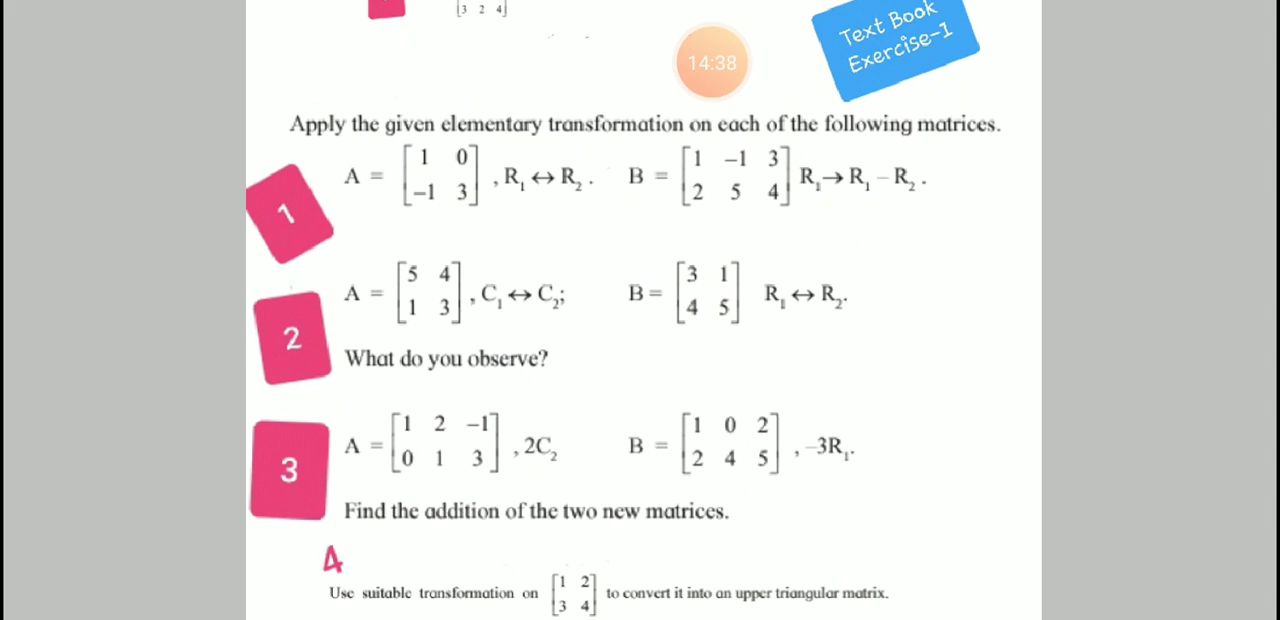 [3 2 4]
Text Book
Exercise-1
14:38
Apply the given elementary transformation on each of the following matrices.
1
A = [1 0
-1 3] , R₁ ↔ R₂ . B = [1 -1 3
2 5 4] R₁→ R₁ – R₂ .
2
A = [5 4
1 3] , C₁ ↔ C₂; B = [3 1
4 5] R₁ ↔ R₂.
What do you observe?
3
A = [1 2 -1
0 1 3] , 2C₂ B = [1 0 2
2 4 5] , –3R₁.
Find the addition of the two new matrices.
4
Use suitable transformation on [1 2
3 4] to convert it into an upper triangular matrix.